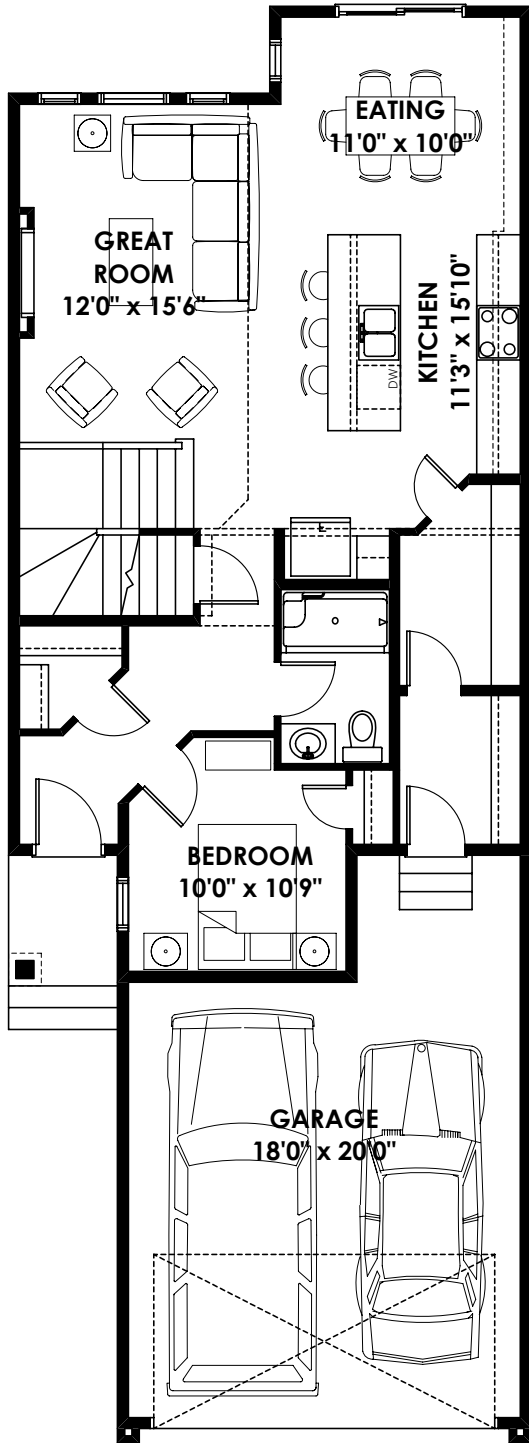 EATING
11'0" x 10'0"
GREAT
ROOM
12'0" x 15'6"
KITCHEN
11'3" x 15'10"
DW
BEDROOM
10'0" x 10'9"
GARAGE
18'0" x 20'0"